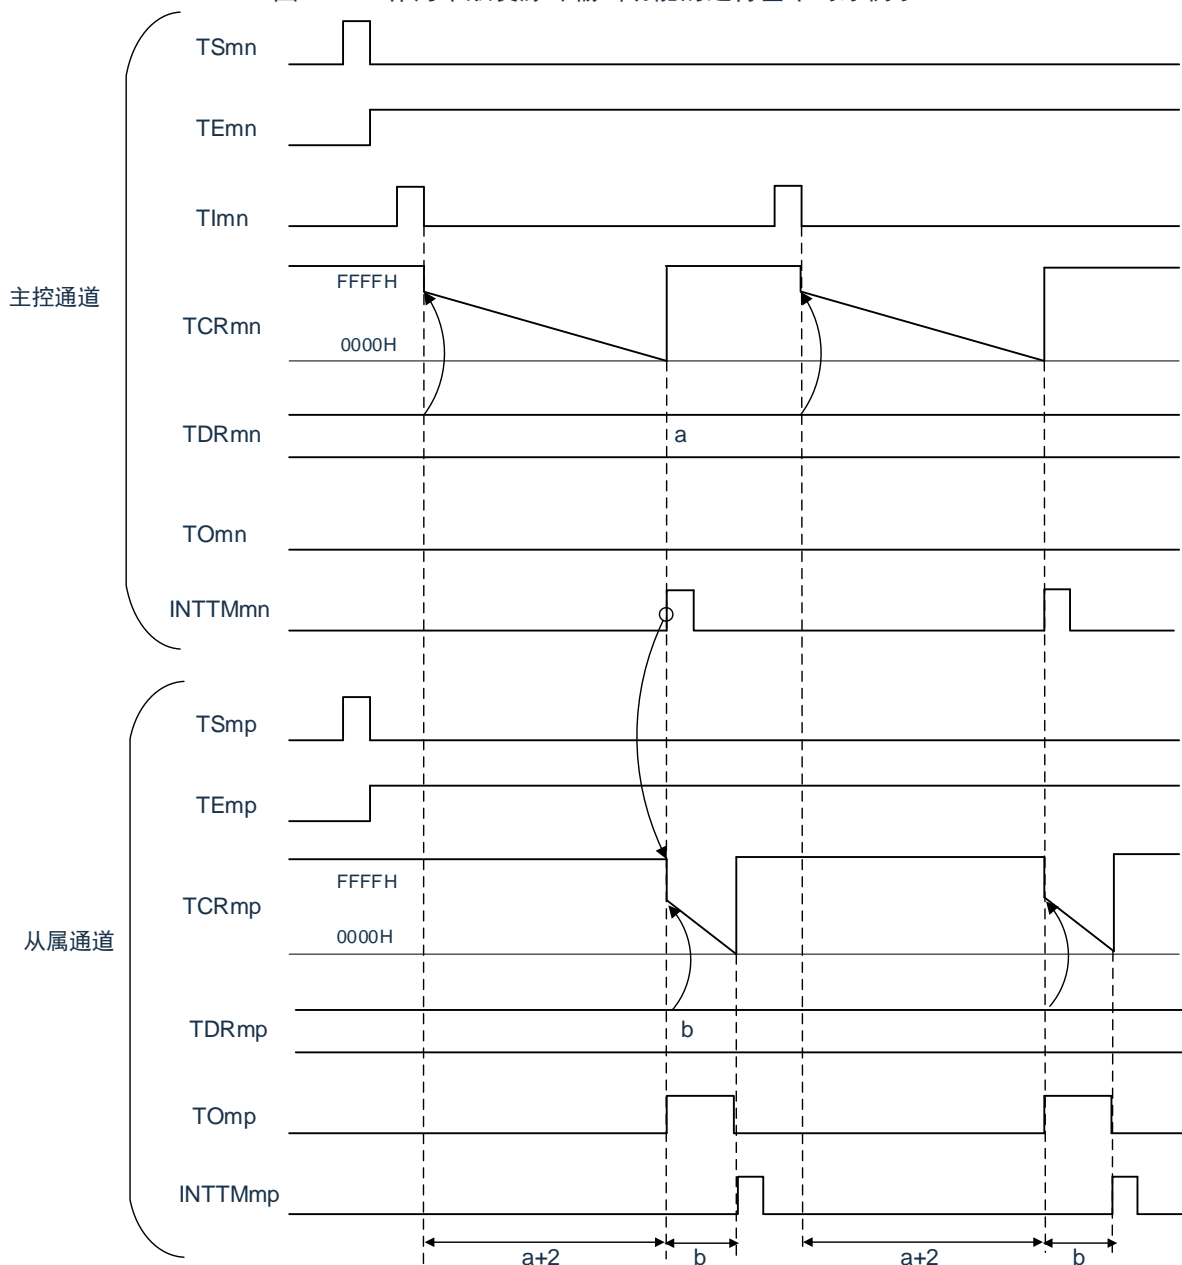 TSmn
TEmn
TImn
主控通道
FFFFH
TCRmn
0000H
TDRmn
a
TOmn
INTTMmn
TSmp
TEmp
FFFFH
TCRmp
从属通道
0000H
TDRmp
b
TOmp
INTTMmp
a+2 b a+2 b